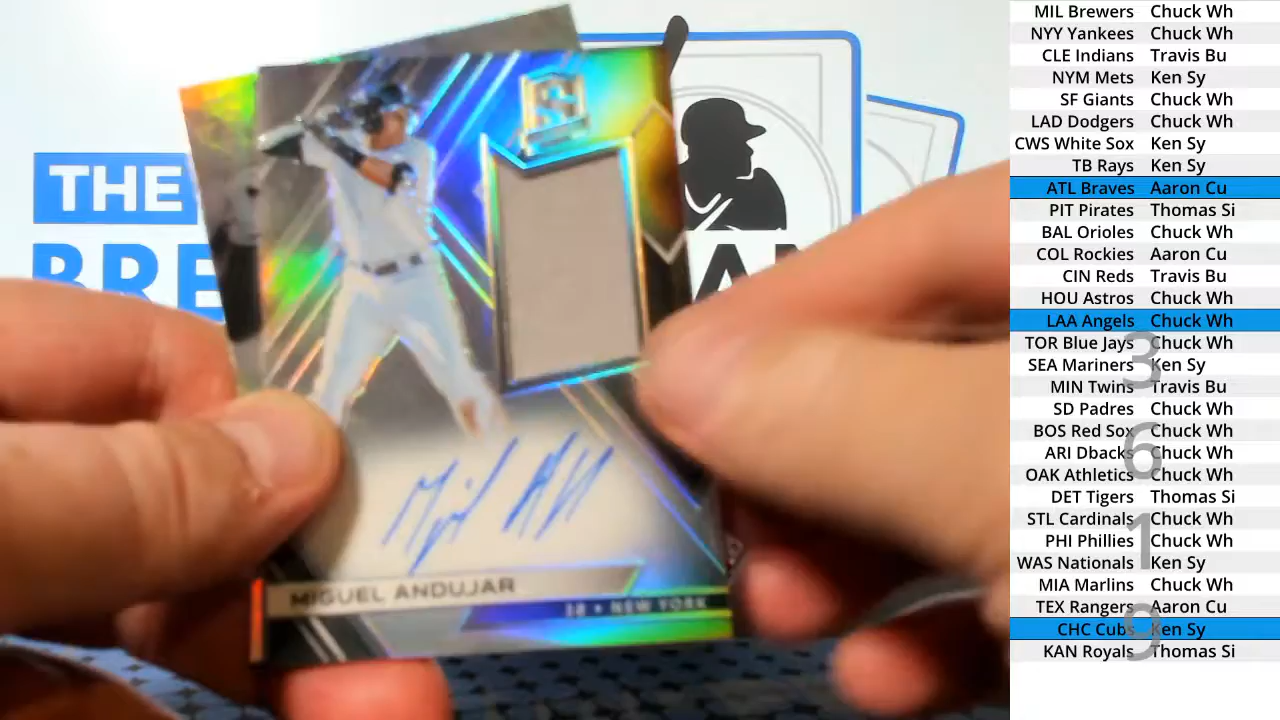 THE
BRE
AN
MIGUEL ANDUJAR
3B • NEW YORK
MIL Brewers Chuck Wh
NYY Yankees Chuck Wh
CLE Indians Travis Bu
NYM Mets Ken Sy
SF Giants Chuck Wh
LAD Dodgers Chuck Wh
CWS White Sox Ken Sy
TB Rays Ken Sy
ATL Braves Aaron Cu
PIT Pirates Thomas Si
BAL Orioles Chuck Wh
COL Rockies Aaron Cu
CIN Reds Travis Bu
HOU Astros Chuck Wh
LAA Angels Chuck Wh
TOR Blue Jays Chuck Wh
SEA Mariners Ken Sy
MIN Twins Travis Bu
SD Padres Chuck Wh
BOS Red Sox Chuck Wh
ARI Dbacks Chuck Wh
OAK Athletics Chuck Wh
DET Tigers Thomas Si
STL Cardinals Chuck Wh
PHI Phillies Chuck Wh
WAS Nationals Ken Sy
MIA Marlins Chuck Wh
TEX Rangers Aaron Cu
CHC Cubs Ken Sy
KAN Royals Thomas Si
3
6
1
9